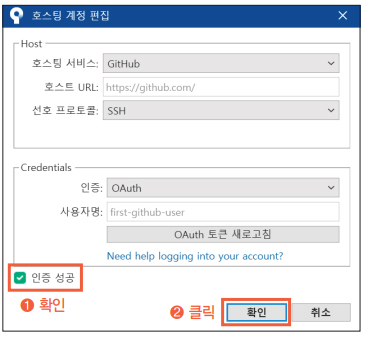 호스팅 계정 편집
Host
호스팅 서비스: GitHub
호스트 URL: https://github.com/
선호 프로토콜: SSH
Credentials
인증: OAuth
사용자명: first-github-user
OAuth 토큰 새로고침
Need help logging into your account?
인증 성공
❶ 확인
❷ 클릭 확인 취소